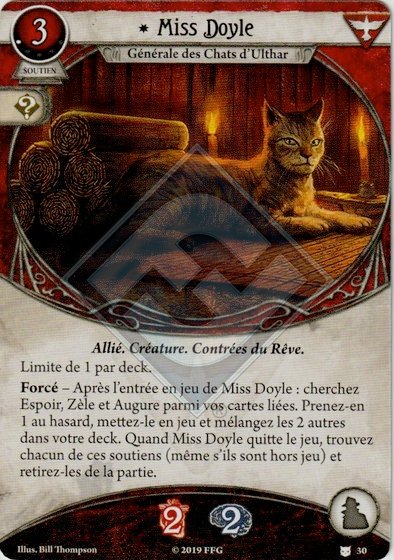 3
Miss Doyle
SOUTIEN
Générale des Chats d'Ulthar
?
Allié. Créature. Contrées du Rêve.
Limite de 1 par deck.
Forcé – Après l'entrée en jeu de Miss Doyle : cherchez
Espoir, Zèle et Augure parmi vos cartes liées. Prenez-en
1 au hasard, mettez-le en jeu et mélangez les 2 autres
dans votre deck. Quand Miss Doyle quitte le jeu, trouvez
chacun de ces soutiens (même s'ils sont hors jeu) et
retirez-les de la partie.
2 2
Illus. Bill Thompson © 2019 FFG 30